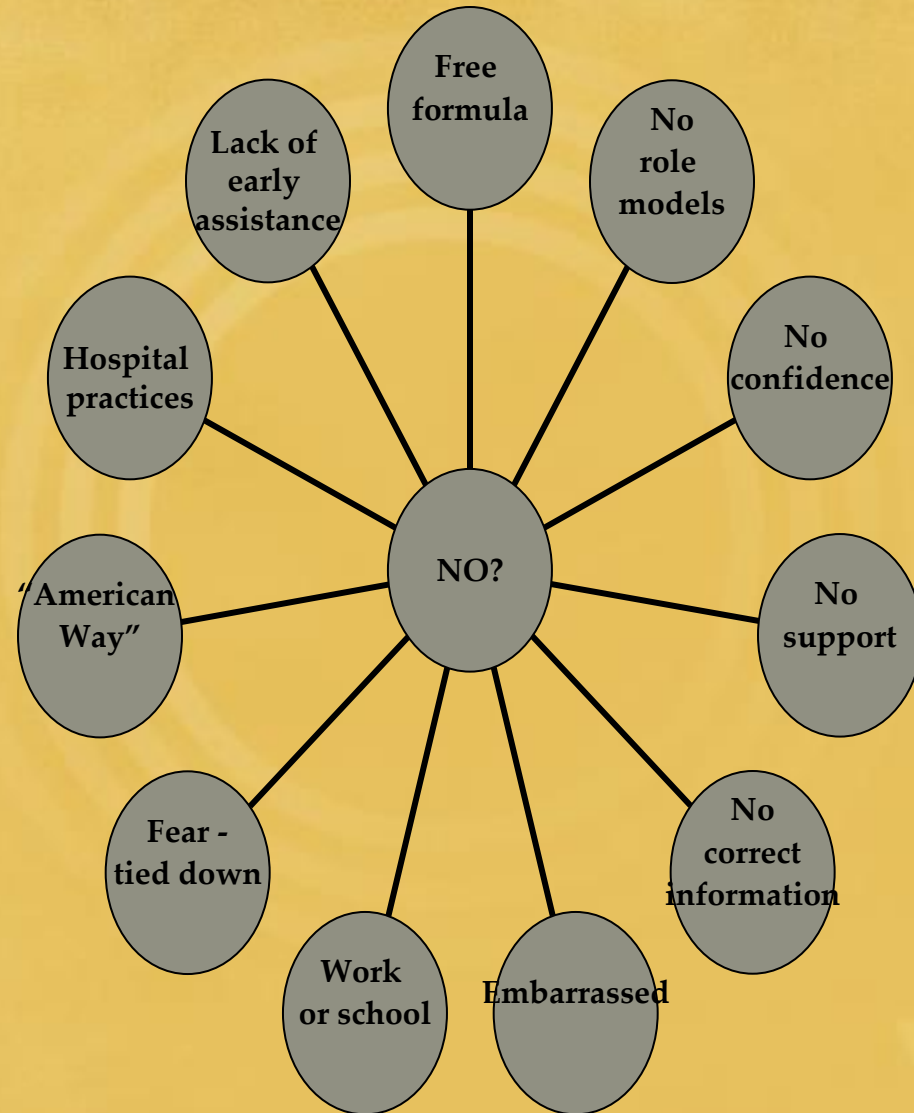 Free
formula
No
role
models
No
confidence
No
support
No
correct
information
Embarrassed
Work
or school
Fear -
tied down
“American
Way”
Hospital
practices
Lack of
early
assistance
NO?